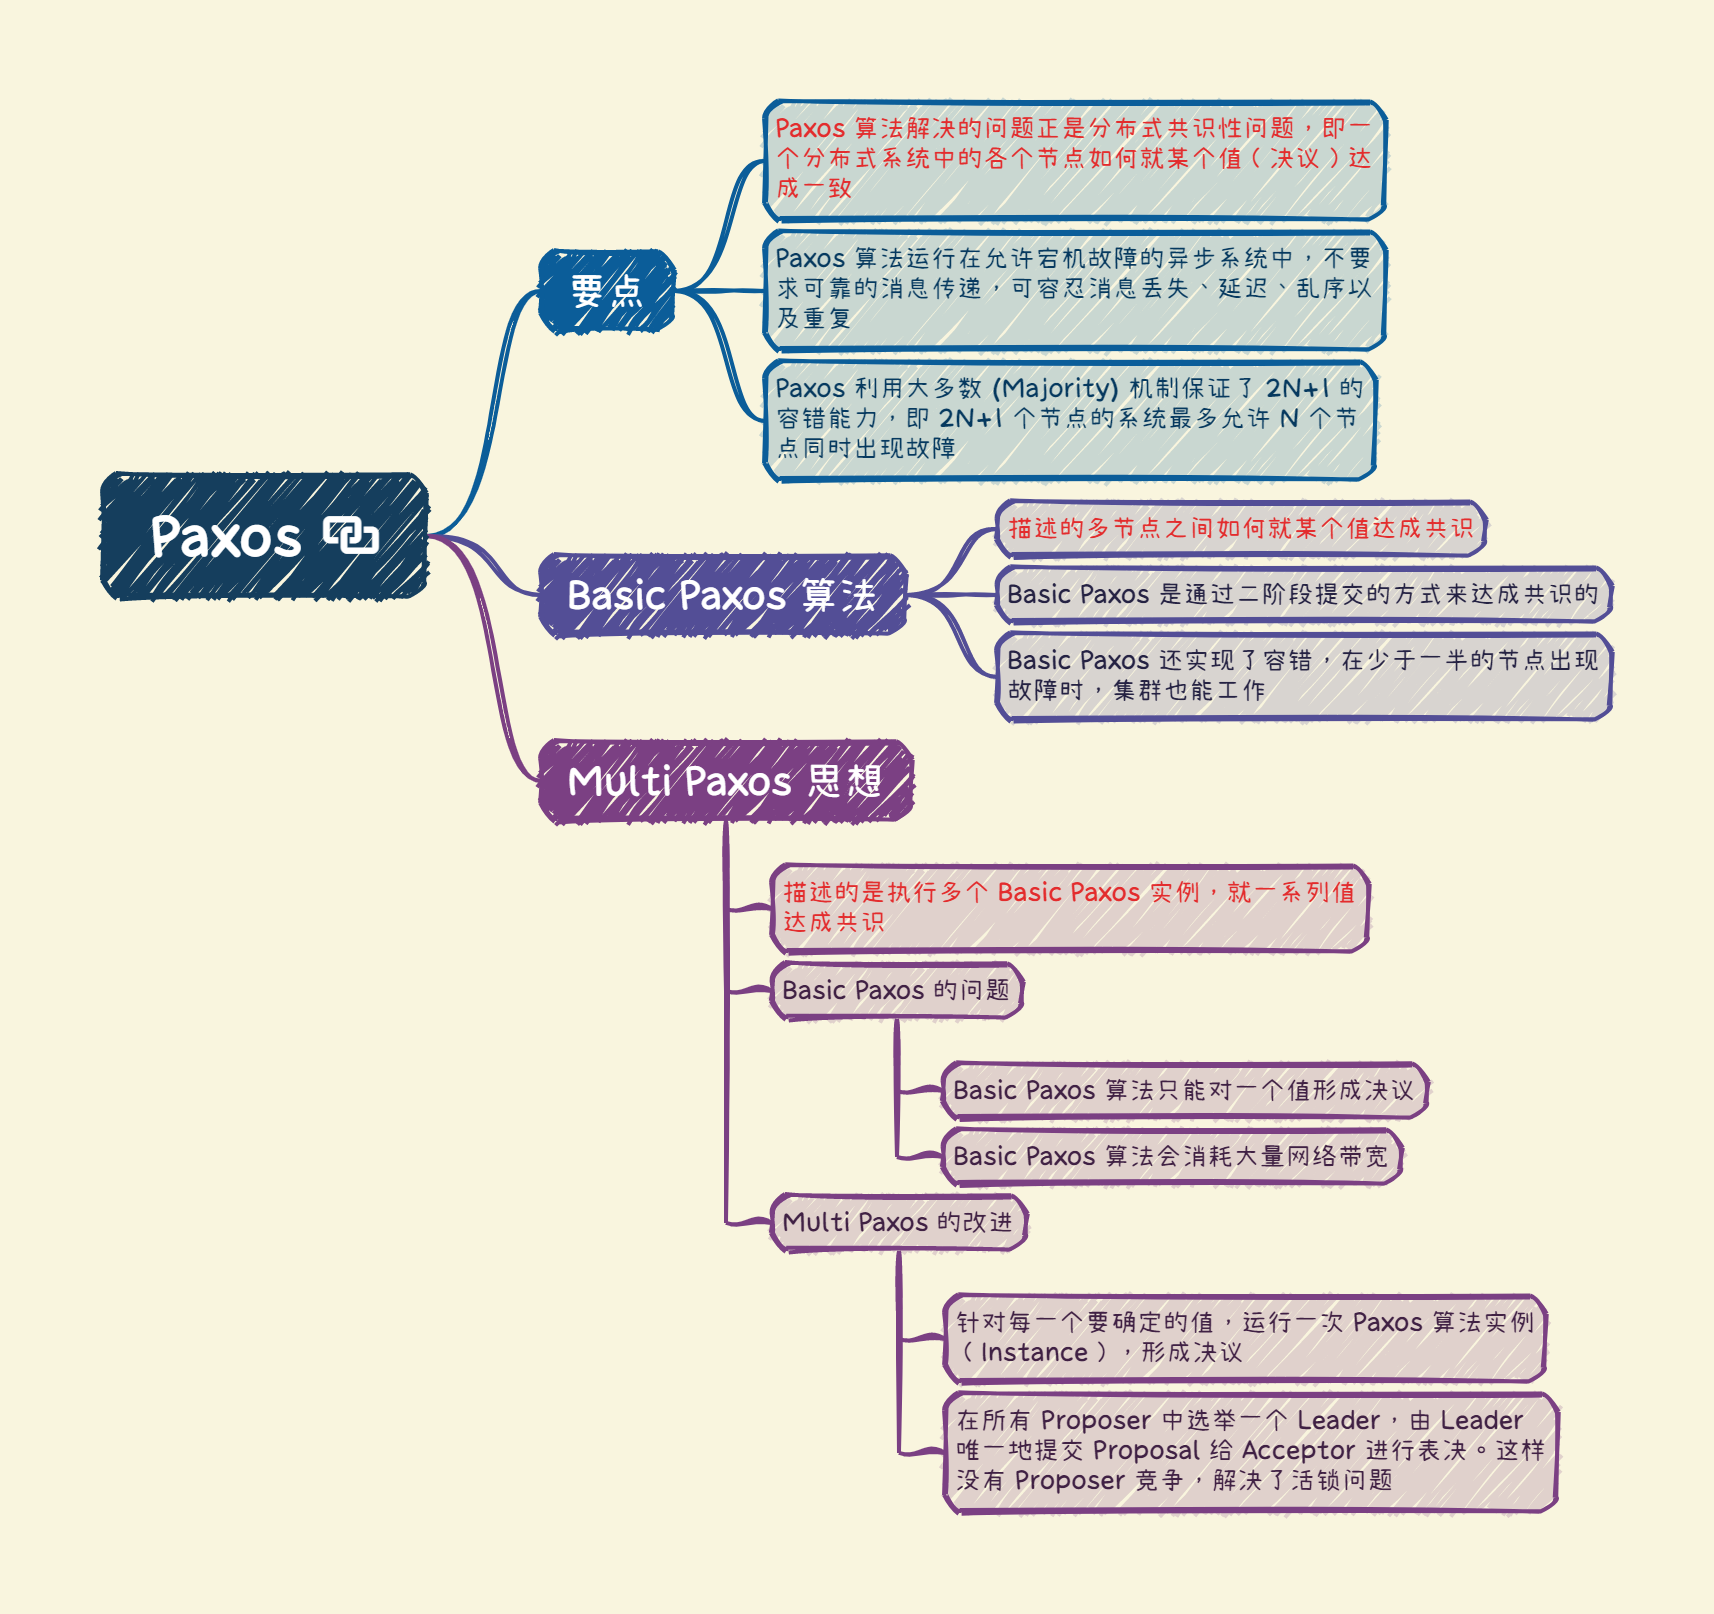 Paxos
要点
Paxos 算法解决的问题正是分布式共识性问题，即一
个分布式系统中的各个节点如何就某个值（决议）达
成一致
Paxos 算法运行在允许宕机故障的异步系统中，不要
求可靠的消息传递，可容忍消息丢失、延迟、乱序以
及重复
Paxos 利用大多数 (Majority) 机制保证了 2N+1 的
容错能力，即 2N+1 个节点的系统最多允许 N 个节
点同时出现故障
Basic Paxos 算法
描述的多节点之间如何就某个值达成共识
Basic Paxos 是通过二阶段提交的方式来达成共识的
Basic Paxos 还实现了容错，在少于一半的节点出现
故障时，集群也能工作
Multi Paxos 思想
描述的是执行多个 Basic Paxos 实例，就一系列值
达成共识
Basic Paxos 的问题
Basic Paxos 算法只能对一个值形成决议
Basic Paxos 算法会消耗大量网络带宽
Multi Paxos 的改进
针对每一个要确定的值，运行一次 Paxos 算法实例
（Instance），形成决议
在所有 Proposer 中选举一个 Leader，由 Leader
唯一地提交 Proposal 给 Acceptor 进行表决。这样
没有 Proposer 竞争，解决了活锁问题